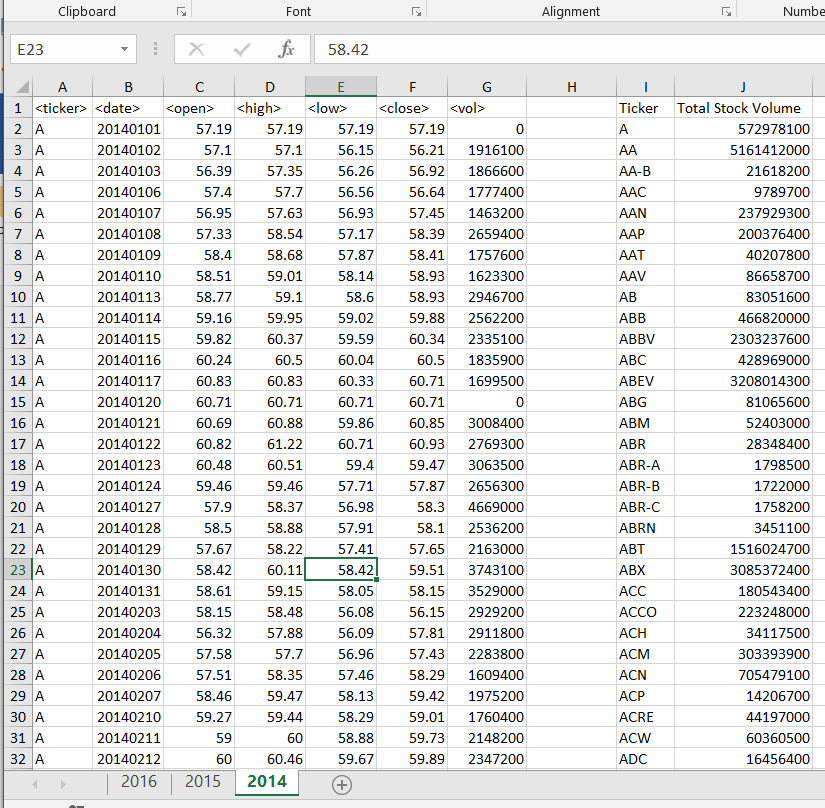 Clipboard Font Alignment Numbe
E23 fx 58.42
A B C D E F G H I J
1 <ticker> <date> <open> <high> <low> <close> <vol> Ticker Total Stock Volume
2 A 20140101 57.19 57.19 57.19 57.19 0 A 572978100
3 A 20140102 57.1 57.1 56.15 56.21 1916100 AA 5161412000
4 A 20140103 56.39 57.35 56.26 56.92 1866600 AA-B 21618200
5 A 20140106 57.4 57.7 56.56 56.64 1777400 AAC 9789700
6 A 20140107 56.95 57.63 56.93 57.45 1463200 AAN 237929300
7 A 20140108 57.33 58.54 57.17 58.39 2659400 AAP 200376400
8 A 20140109 58.4 58.68 57.87 58.41 1757600 AAT 40207800
9 A 20140110 58.51 59.01 58.14 58.93 1623300 AAV 86658700
10 A 20140113 58.77 59.1 58.6 58.93 2946700 AB 83051600
11 A 20140114 59.16 59.95 59.02 59.88 2562200 ABB 466820000
12 A 20140115 59.82 60.37 59.59 60.34 2335100 ABBV 2303237600
13 A 20140116 60.24 60.5 60.04 60.5 1835900 ABC 428969000
14 A 20140117 60.83 60.83 60.33 60.71 1699500 ABEV 3208014300
15 A 20140120 60.71 60.71 60.71 60.71 0 ABG 81065600
16 A 20140121 60.69 60.88 59.86 60.85 3008400 ABM 52403000
17 A 20140122 60.82 61.22 60.71 60.93 2769300 ABR 28348400
18 A 20140123 60.48 60.51 59.4 59.47 3063500 ABR-A 1798500
19 A 20140124 59.46 59.46 57.71 57.87 2656300 ABR-B 1722000
20 A 20140127 57.9 58.37 56.98 58.3 4669000 ABR-C 1758200
21 A 20140128 58.5 58.88 57.91 58.1 2536200 ABRN 3451100
22 A 20140129 57.67 58.22 57.41 57.65 2163000 ABT 1516024700
23 A 20140130 58.42 60.11 58.42 59.51 3743100 ABX 3085372400
24 A 20140131 58.61 59.15 58.05 58.15 3529000 ACC 180543400
25 A 20140203 58.15 58.48 56.08 56.15 2929200 ACCO 223248000
26 A 20140204 56.32 57.88 56.09 57.81 2911800 ACH 34117500
27 A 20140205 57.58 57.7 56.96 57.43 2283800 ACM 303393900
28 A 20140206 57.51 58.35 57.46 58.29 1609400 ACN 705479100
29 A 20140207 58.46 59.47 58.13 59.42 1975200 ACP 14206700
30 A 20140210 59.27 59.44 58.29 59.01 1760400 ACRE 44197000
31 A 20140211 59 60 58.88 59.73 2148200 ACW 60360500
32 A 20140212 60 60.46 59.67 59.89 2347200 ADC 16456400
2016 2015 2014